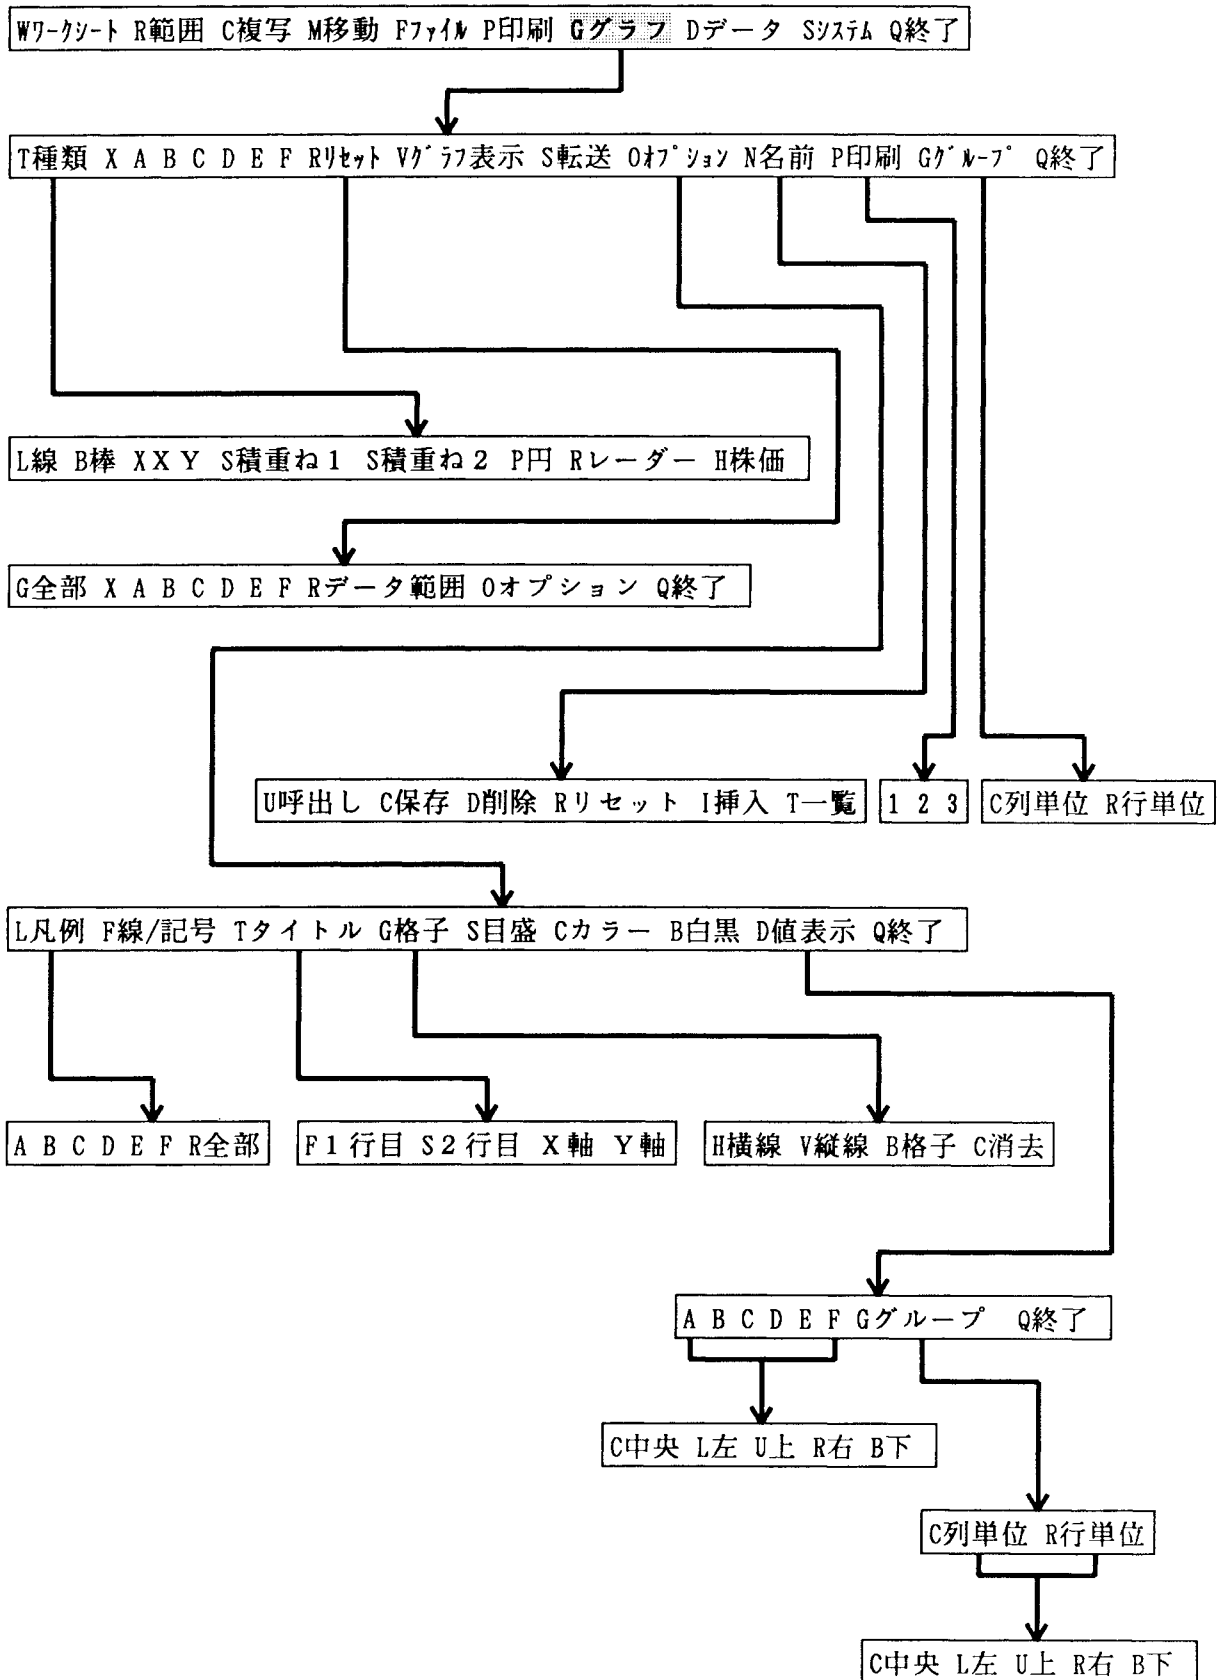 Wﾜｰｸｼｰﾄ R範囲 C複写 M移動 Fﾌｧｲﾙ P印刷 Gグラフ Dデータ Sｼｽﾃﾑ Q終了
T種類 X A B C D E F Rﾘｾｯﾄ Vｸﾞﾗﾌ表示 S転送 Oｵﾌﾟｼｮﾝ N名前 P印刷 Gｸﾞﾙｰﾌﾟ Q終了
L線 B棒 XＸＹ S積重ね１ S積重ね２ P円 Rレーダー H株価
G全部 X A B C D E F Rデータ範囲 Oオプション Q終了
U呼出し C保存 D削除 Rリセット I挿入 T一覧
1 2 3
C列単位 R行単位
L凡例 F線/記号 Tタイトル G格子 S目盛 Cカラー B白黒 D値表示 Q終了
A B C D E F R全部
F１行目 S２行目 Ｘ軸 Ｙ軸
H横線 V縦線 B格子 C消去
A B C D E F Gグループ Q終了
C中央 L左 U上 R右 B下
C列単位 R行単位
C中央 L左 U上 R右 B下